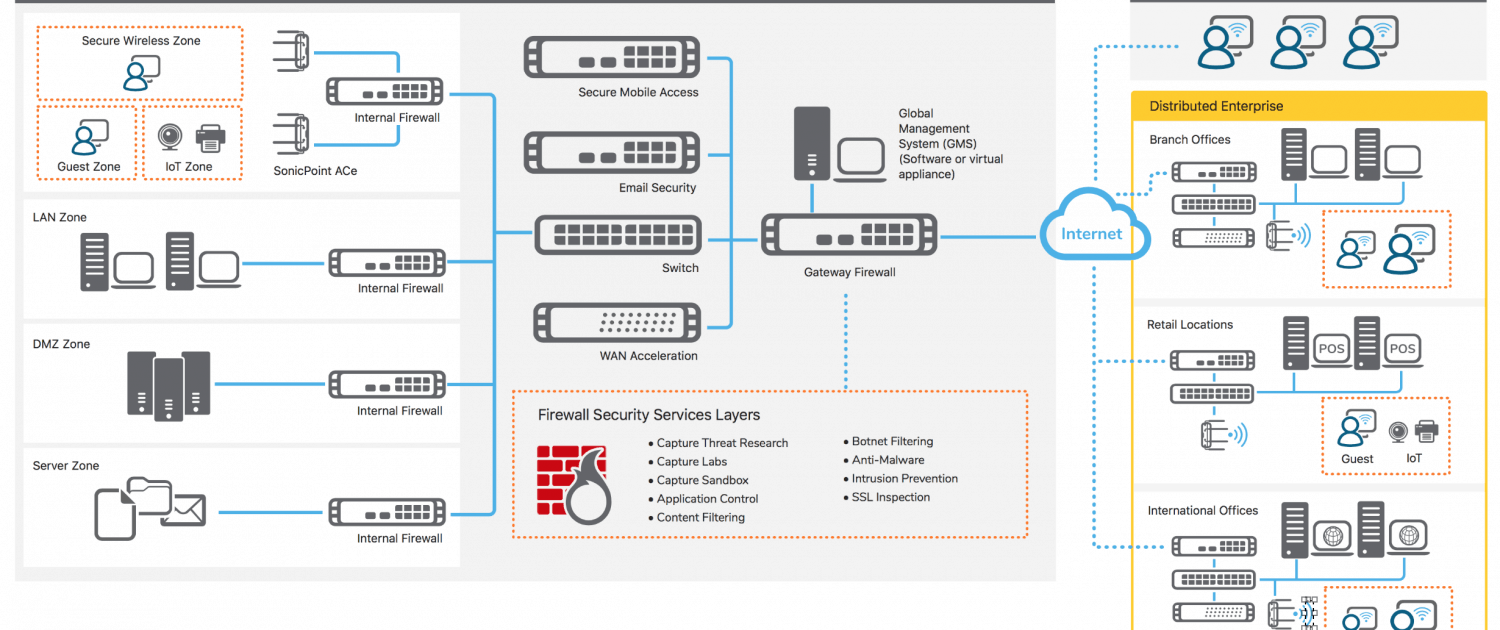 Secure Wireless Zone
Guest Zone
IoT Zone
Internal Firewall
SonicPoint ACe
LAN Zone
Internal Firewall
DMZ Zone
Internal Firewall
Server Zone
Internal Firewall
Secure Mobile Access
Email Security
Switch
WAN Acceleration
Global
Management
System (GMS)
(Software or virtual
appliance)
Gateway Firewall
Internet
Firewall Security Services Layers
• Capture Threat Research
• Capture Labs
• Capture Sandbox
• Application Control
• Content Filtering
• Botnet Filtering
• Anti-Malware
• Intrusion Prevention
• SSL Inspection
Distributed Enterprise
Branch Offices
Retail Locations
POS
POS
Guest
IoT
International Offices